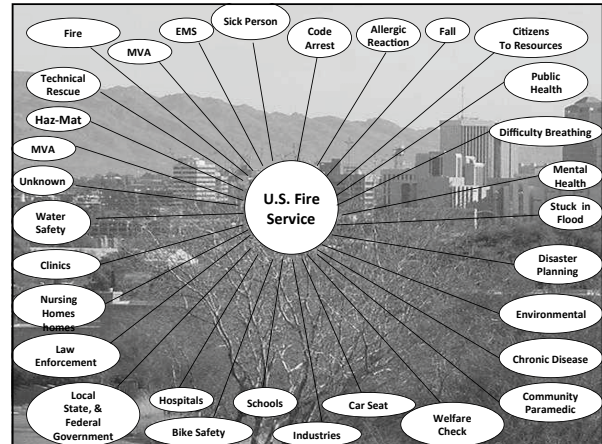 Fire
MVA
EMS
Sick Person
Code
Arrest
Allergic
Reaction
Fall
Citizens
To Resources
Technical
Rescue
Public
Health
Haz-Mat
Difficulty Breathing
MVA
Mental
Health
Unknown
U.S. Fire
Service
Stuck in
Flood
Water
Safety
Clinics
Disaster
Planning
Nursing
Homes
homes
Environmental
Law
Enforcement
Chronic Disease
Local
State, &
Federal
Government
Hospitals
Bike Safety
Schools
Industries
Car Seat
Welfare
Check
Community
Paramedic